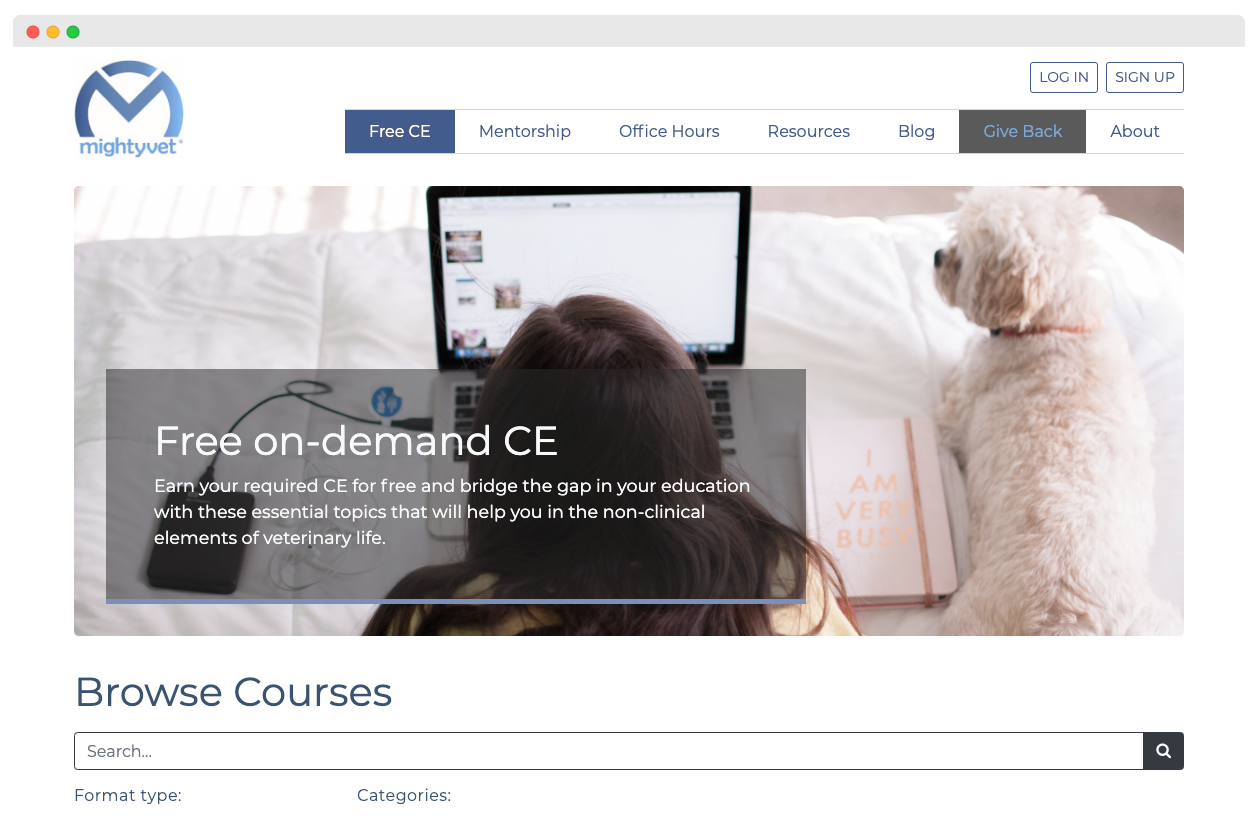 mightyvet®
LOG IN
SIGN UP
Free CE
Mentorship
Office Hours
Resources
Blog
Give Back
About
I
AM
VERY
BUSY
Free on-demand CE
Earn your required CE for free and bridge the gap in your education
with these essential topics that will help you in the non-clinical
elements of veterinary life.
Browse Courses
Search...
Format type:
Categories: